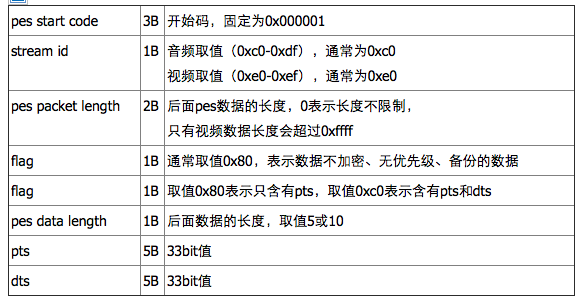 pes start code 3B 开始码，固定为0x000001
stream id 1B 音频取值（0xc0-0xdf），通常为0xc0
视频取值（0xe0-0xef），通常为0xe0
pes packet length 2B 后面pes数据的长度，0表示长度不限制，
只有视频数据长度会超过0xffff
flag 1B 通常取值0x80，表示数据不加密、无优先级、备份的数据
flag 1B 取值0x80表示只含有pts，取值0xc0表示含有pts和dts
pes data length 1B 后面数据的长度，取值5或10
pts 5B 33bit值
dts 5B 33bit值